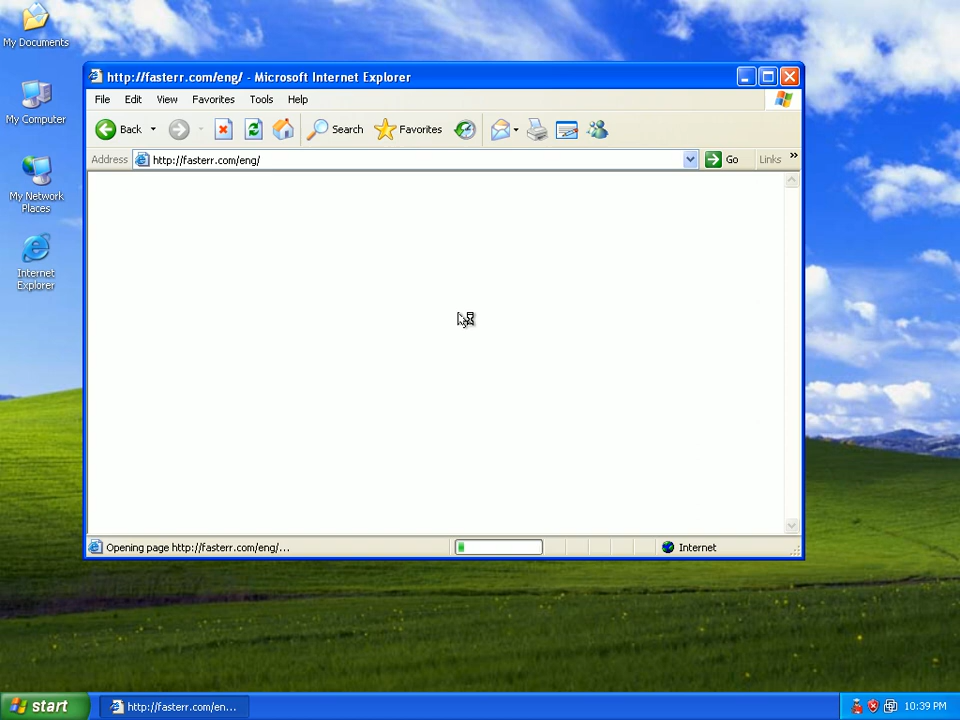 My Documents
http://fasterr.com/eng/ - Microsoft Internet Explorer
File Edit View Favorites Tools Help
My Computer
Back Search Favorites
Address http://fasterr.com/eng/ Go Links »
My Network
Places
Internet
Explorer
Opening page http://fasterr.com/eng/... Internet
start http://fasterr.com/en... 10:39 PM